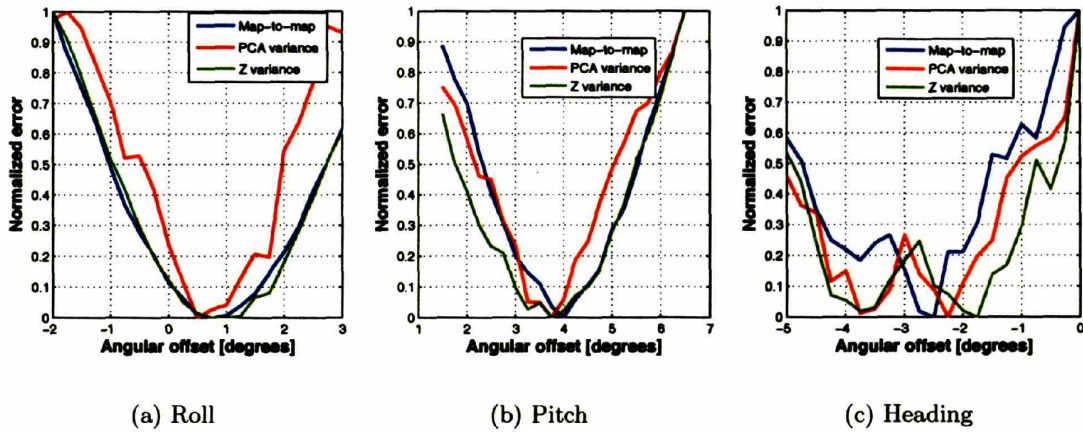 Normalized error
1
0.9
0.8
0.7
0.6
0.5
0.4
0.3
0.2
0.1
0
Map-to-map
PCA variance
Z variance
−2 −1 0 1 2 3
Angular offset [degrees]
(a) Roll
Normalized error
1
0.9
0.8
0.7
0.6
0.5
0.4
0.3
0.2
0.1
0
Map-to-map
PCA variance
Z variance
1 2 3 4 5 6 7
Angular offset [degrees]
(b) Pitch
Normalized error
1
0.9
0.8
0.7
0.6
0.5
0.4
0.3
0.2
0.1
0
Map-to-map
PCA variance
Z variance
−5 −4 −3 −2 −1 0
Angular offset [degrees]
(c) Heading